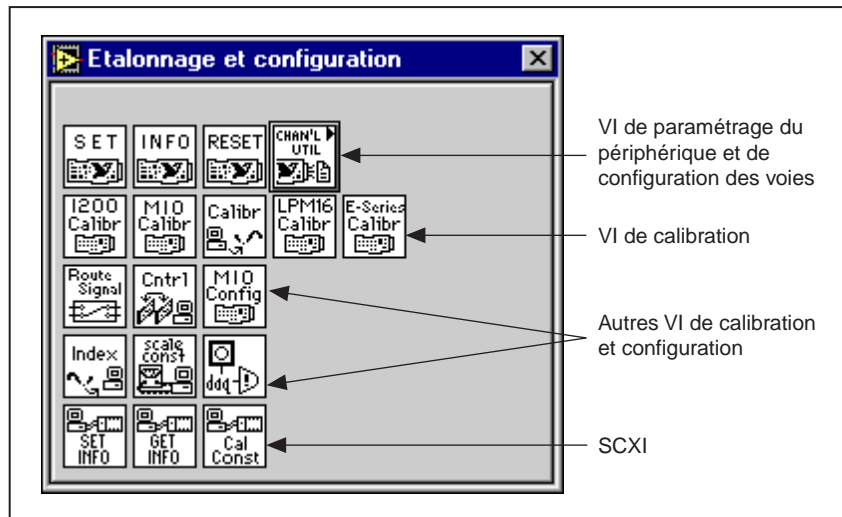 Etalonnage et configuration
SET INFO RESET CHAN'L UTIL
VI de paramétrage du
périphérique et de
configuration des voies
1200 Calibr MIO Calibr Calibr LPM16 Calibr E-Series Calibr
VI de calibration
Route Signal Cntrl MIO Config
Autres VI de calibration
et configuration
Index scale const daq
SET INFO GET INFO Cal Const
SCXI